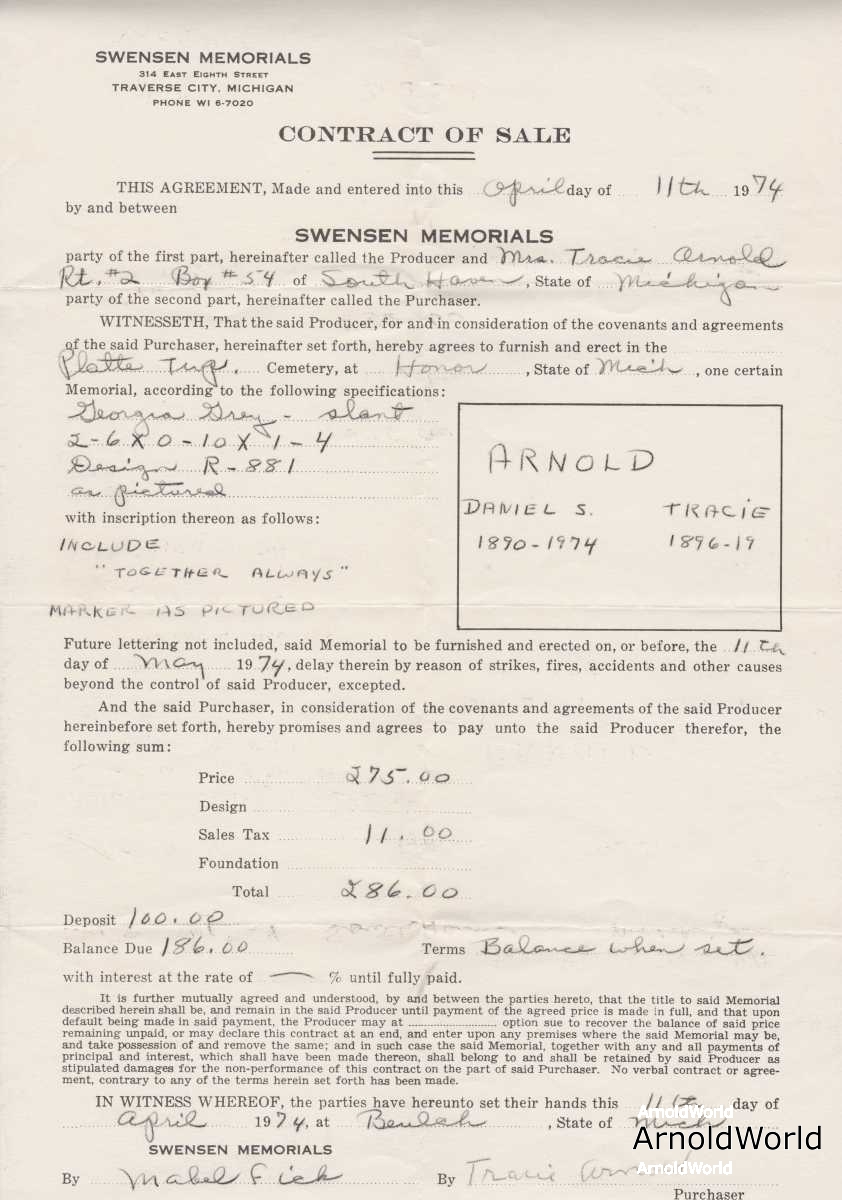 SWENSEN MEMORIALS
314 EAST EIGHTH STREET
TRAVERSE CITY, MICHIGAN
PHONE WI 6-7020
CONTRACT OF SALE
THIS AGREEMENT, Made and entered into this April day of 11th 1974
by and between
SWENSEN MEMORIALS
party of the first part, hereinafter called the Producer and Mrs. Tracie Arnold
Rt. #2 Box #54 of South Haven, State of Michigan
party of the second part, hereinafter called the Purchaser.
WITNESSETH, That the said Producer, for and in consideration of the covenants and agreements
of the said Purchaser, hereinafter set forth, hereby agrees to furnish and erect in the
Platte Twp. Cemetery, at Honor, State of Mich, one certain
Memorial, according to the following specifications:
Georgia Grey - slant
2-6 X 0-10 X 1-4
Design R-881
as pictured
with inscription thereon as follows:
INCLUDE
"TOGETHER ALWAYS"
MARKER AS PICTURED
ARNOLD
DANIEL S. TRACIE
1890-1974 1896-19
Future lettering not included, said Memorial to be furnished and erected on, or before, the 11th
day of May 1974, delay therein by reason of strikes, fires, accidents and other causes
beyond the control of said Producer, excepted.
And the said Purchaser, in consideration of the covenants and agreements of the said Producer
hereinbefore set forth, hereby promises and agrees to pay unto the said Producer therefor, the
following sum:
Price 275.00
Design
Sales Tax 11.00
Foundation
Total 286.00
Deposit 100.00
Balance Due 186.00 Terms Balance when set.
with interest at the rate of — % until fully paid.
It is further mutually agreed and understood, by and between the parties hereto, that the title to said Memorial
described herein shall be, and remain in the said Producer until payment of the agreed price is made in full, and that upon
default being made in said payment, the Producer may at ............ option sue to recover the balance of said price
remaining unpaid, or may declare this contract at an end, and enter upon any premises where the said Memorial may be,
and take possession of and remove the same; and in such case the said Memorial, together with any and all payments of
principal and interest, which shall have been made thereon, shall belong to and shall be retained by said Producer as
stipulated damages for the non-performance of this contract on the part of said Purchaser. No verbal contract or agree-
ment, contrary to any of the terms herein set forth has been made.
IN WITNESS WHEREOF, the parties have hereunto set their hands this 11th day of
April 1974, at Beulah, State of Mich
ArnoldWorld
ArnoldWorld
ArnoldWorld
SWENSEN MEMORIALS
By Mabel Fick By Tracie Arnold
Purchaser